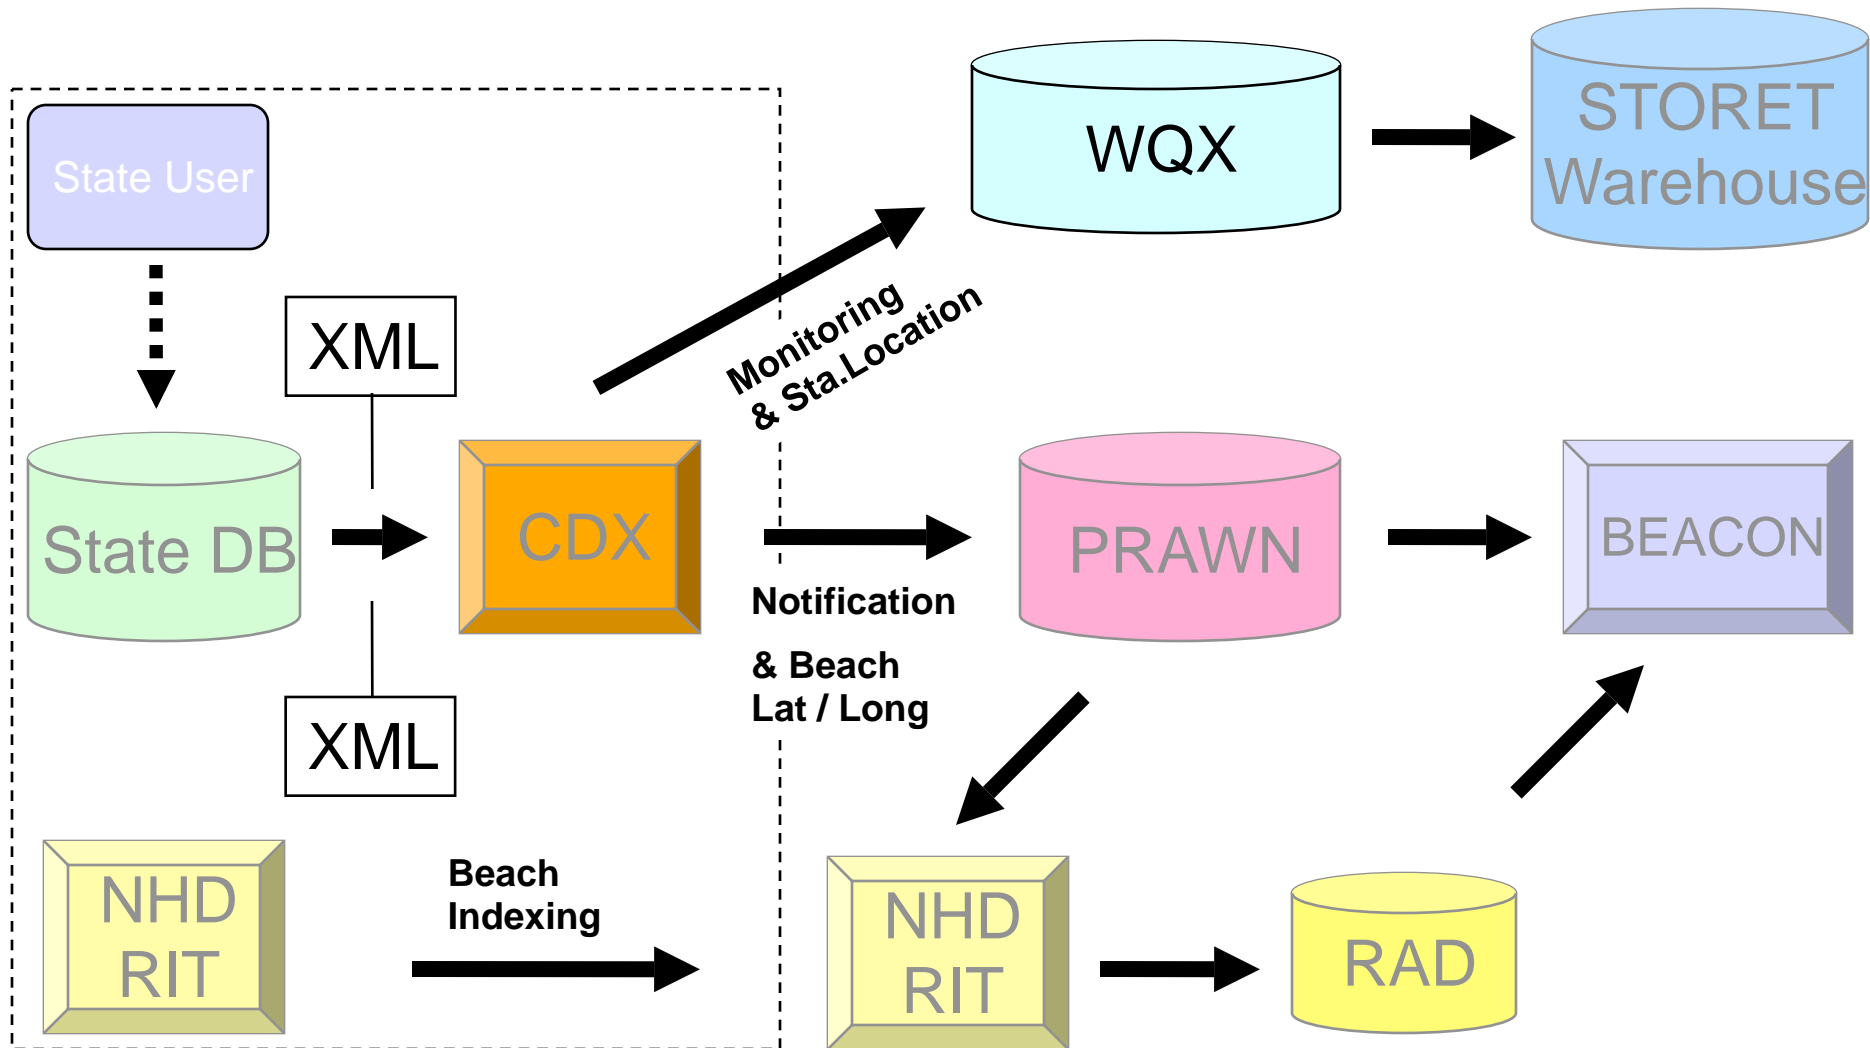 State User
WQX
STORET
Warehouse
XML
Monitoring
& Sta.Location
State DB
CDX
PRAWN
BEACON
Notification
& Beach
Lat / Long
XML
NHD
RIT
Beach
Indexing
NHD
RIT
RAD